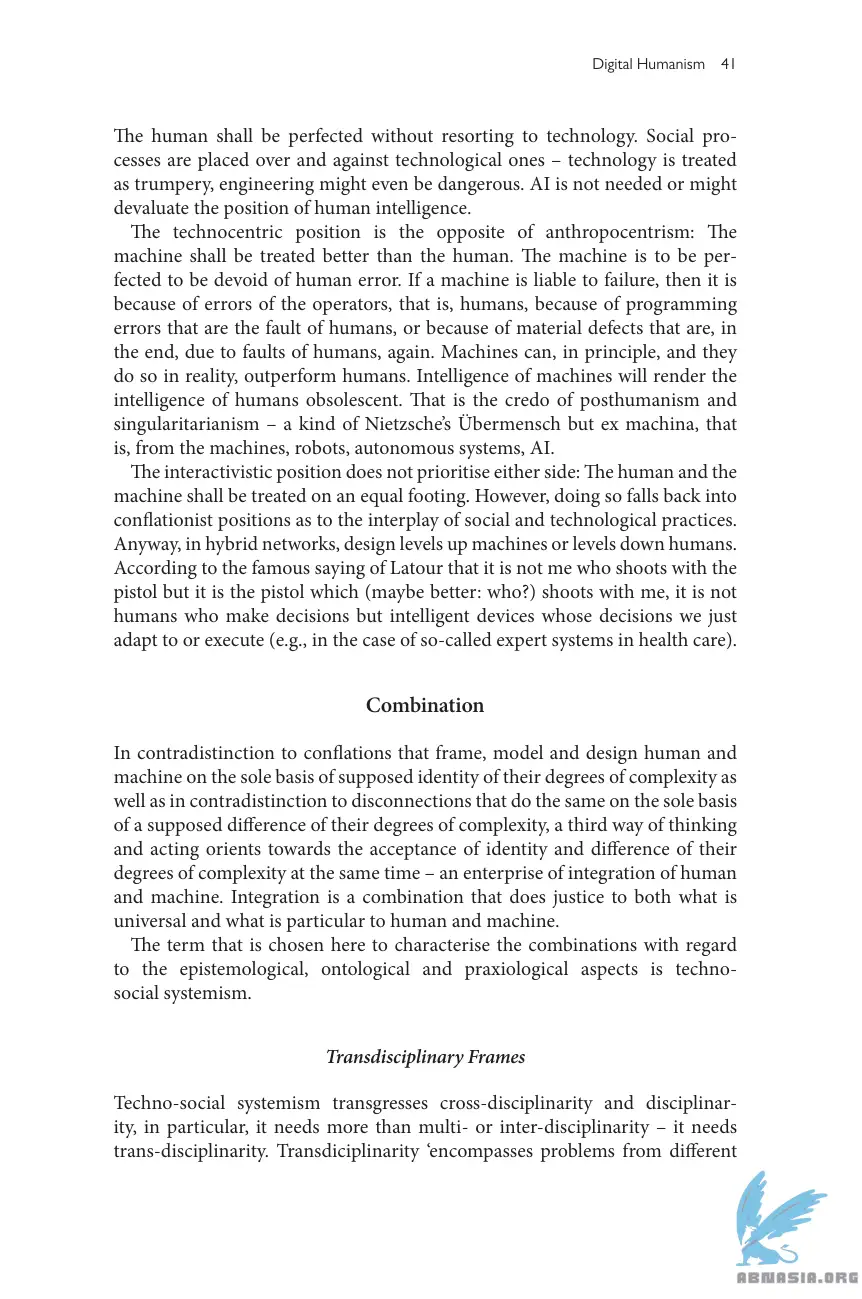 Digital Humanism 41
The human shall be perfected without resorting to technology. Social pro-
cesses are placed over and against technological ones – technology is treated
as trumpery, engineering might even be dangerous. AI is not needed or might
devaluate the position of human intelligence.
The technocentric position is the opposite of anthropocentrism: The
machine shall be treated better than the human. The machine is to be per-
fected to be devoid of human error. If a machine is liable to failure, then it is
because of errors of the operators, that is, humans, because of programming
errors that are the fault of humans, or because of material defects that are, in
the end, due to faults of humans, again. Machines can, in principle, and they
do so in reality, outperform humans. Intelligence of machines will render the
intelligence of humans obsolescent. That is the credo of posthumanism and
singularitarianism – a kind of Nietzsche’s Übermensch but ex machina, that
is, from the machines, robots, autonomous systems, AI.
The interactivistic position does not prioritise either side: The human and the
machine shall be treated on an equal footing. However, doing so falls back into
conflationist positions as to the interplay of social and technological practices.
Anyway, in hybrid networks, design levels up machines or levels down humans.
According to the famous saying of Latour that it is not me who shoots with the
pistol but it is the pistol which (maybe better: who?) shoots with me, it is not
humans who make decisions but intelligent devices whose decisions we just
adapt to or execute (e.g., in the case of so-called expert systems in health care).
Combination
In contradistinction to conflations that frame, model and design human and
machine on the sole basis of supposed identity of their degrees of complexity as
well as in contradistinction to disconnections that do the same on the sole basis
of a supposed difference of their degrees of complexity, a third way of thinking
and acting orients towards the acceptance of identity and difference of their
degrees of complexity at the same time – an enterprise of integration of human
and machine. Integration is a combination that does justice to both what is
universal and what is particular to human and machine.
The term that is chosen here to characterise the combinations with regard
to the epistemological, ontological and praxiological aspects is techno-
social systemism.
Transdisciplinary Frames
Techno-social systemism transgresses cross-disciplinarity and disciplinar-
ity, in particular, it needs more than multi- or inter-disciplinarity – it needs
trans-disciplinarity. Transdiciplinarity ‘encompasses problems from different
ABNASIA.ORG